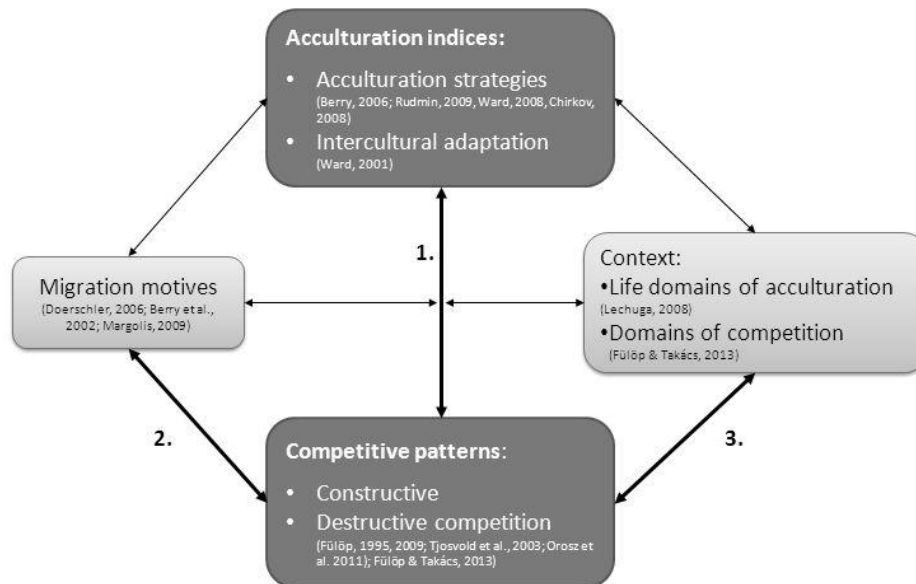 Acculturation indices:
• Acculturation strategies
(Berry, 2006; Rudmin, 2009, Ward, 2008, Chirkov,
2008)
• Intercultural adaptation
(Ward, 2001)
1.
Migration motives
(Doerschler, 2006; Berry et al.,
2002; Margolis, 2009)
Context:
•Life domains of acculturation
(Lechuga, 2008)
•Domains of competition
(Fülöp & Takács, 2013)
2.
3.
Competitive patterns:
• Constructive
• Destructive competition
(Fülöp, 1995, 2009; Tjosvold et al., 2003; Orosz et
al. 2011); Fülöp & Takács, 2013)